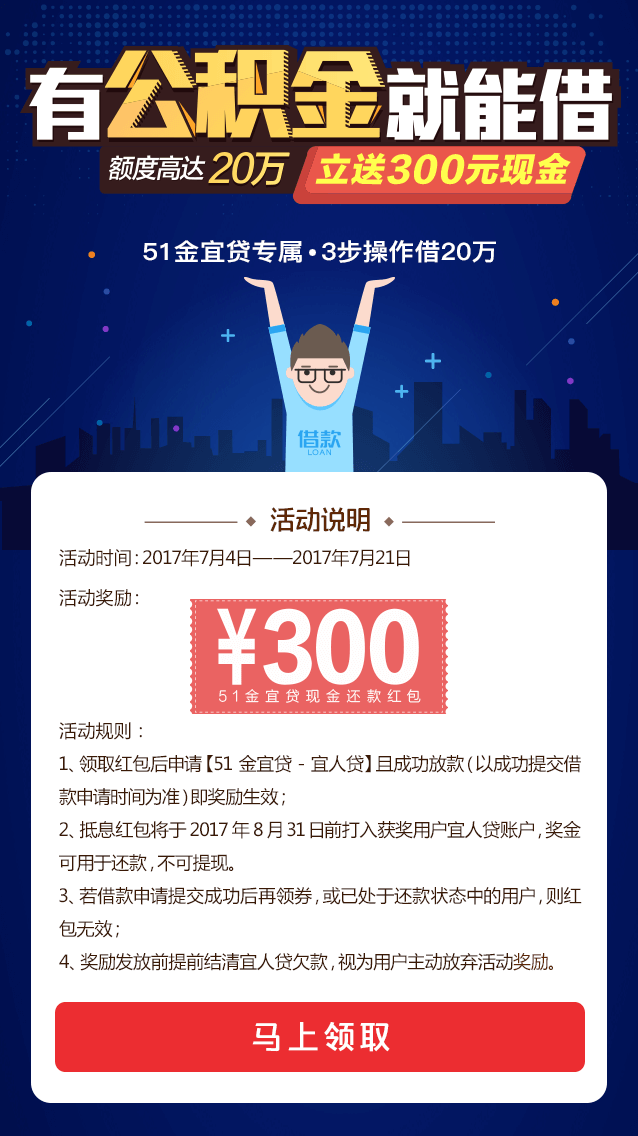 有公积金就能借
额度高达20万 立送300元现金
51金宜贷专属·3步操作借20万
借款
LOAN
活动说明
活动时间：2017年7月4日——2017年7月21日
活动奖励：
¥300
51金宜贷现金还款红包
活动规则：
1、领取红包后申请【51 金宜贷 - 宜人贷】且成功放款（以成功提交借
款申请时间为准）即奖励生效；
2、抵息红包将于 2017 年 8 月 31 日前打入获奖用户宜人贷账户，奖金
可用于还款，不可提现。
3、若借款申请提交成功后再领券，或已处于还款状态中的用户，则红
包无效；
4、奖励发放前提前结清宜人贷欠款，视为用户主动放弃活动奖励。
马上领取